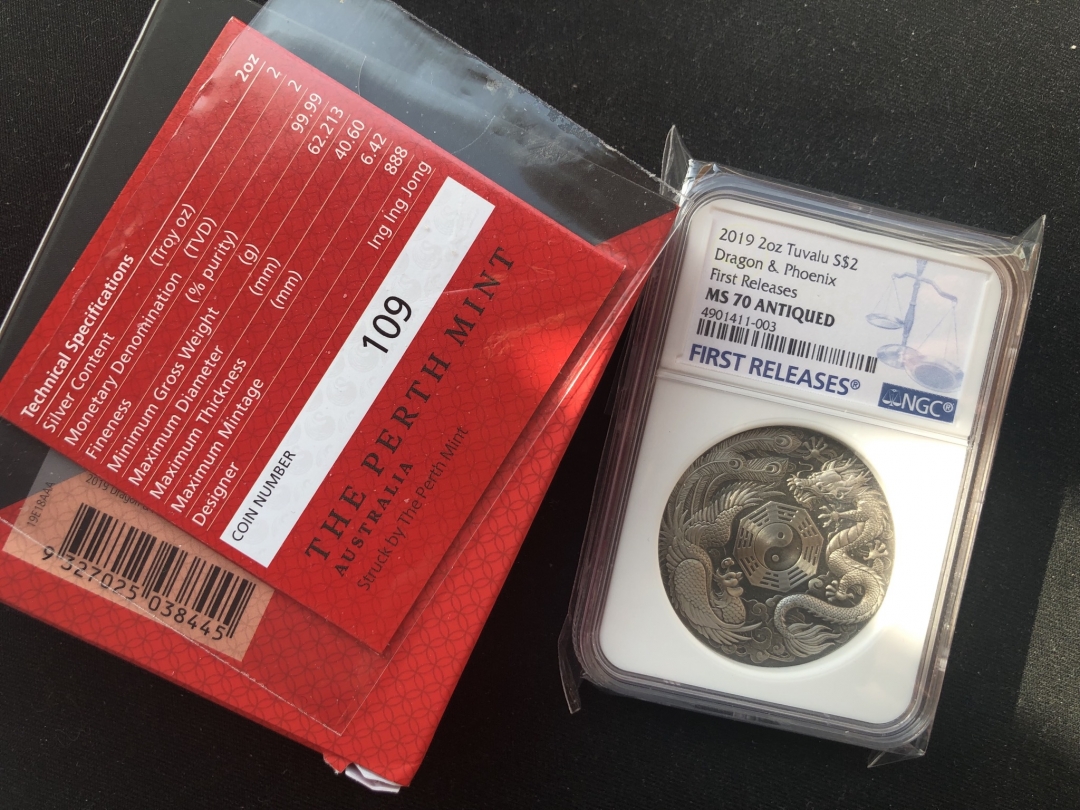 Technical Specifications 2oz
Silver Content (Troy oz) 2
Monetary Denomination (TVD) 2
Fineness (% purity) 99.99
Minimum Gross Weight (g) 62.213
Maximum Diameter (mm) 40.60
Maximum Thickness (mm) 6.42
Maximum Mintage 888
Designer Ing Ing Jong
COIN NUMBER 109
THE PERTH MINT
AUSTRALIA
Struck by The Perth Mint
19E18AAA
2019 Dragon
9 327025 038445
2019 2oz Tuvalu S$2
Dragon & Phoenix
First Releases
MS 70 ANTIQUED
4901411-003
FIRST RELEASES®
NGC®